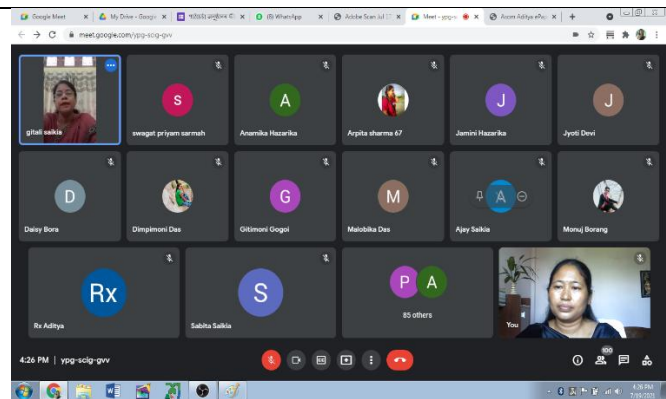 Google Meet
My Drive - Google
WhatsApp
Adobe Scan Jul
Meet - ypg-s
Axom Aditya
meet.google.com/ypg-scig-gvv
gitali saikia
S
swagat priyam sarmah
A
Anamika Hazarika
Arpita sharma 67
J
Jamini Hazarika
J
Jyoti Devi
D
Daisy Bora
Dimpimoni Das
G
Gitimoni Gogoi
M
Malobika Das
A
Ajay Saikia
Monuj Borang
Rx
Rx Aditya
S
Sabita Saikia
P A
85 others
You
4:26 PM | ypg-scig-gvv
100
4:26 PM